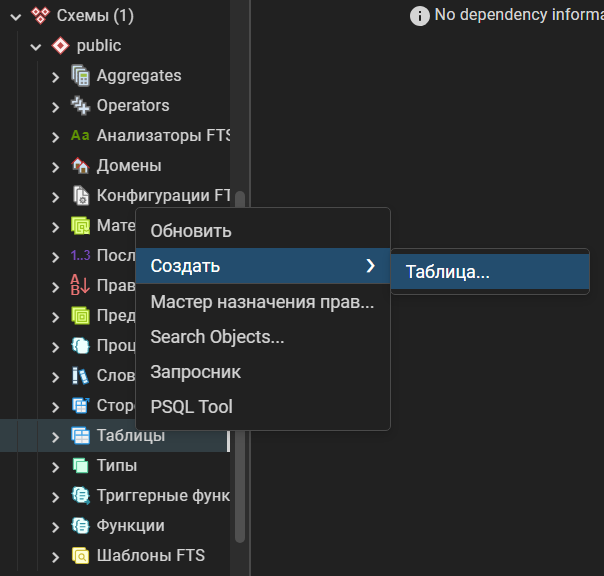 Схемы (1)
No dependency informa
public
Aggregates
Operators
Анализаторы FTS
Домены
Конфигурации FT
Мате
Посл
Прав
Пред
Проц
Слов
Стор
Таблицы
Типы
Триггерные функ
Функции
Шаблоны FTS
Обновить
Создать
Мастер назначения прав...
Search Objects...
Запросник
PSQL Tool
Таблица...